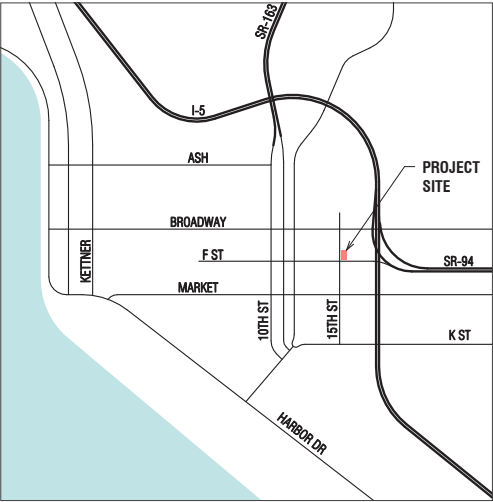 SR-163
I-5
ASH
PROJECT
SITE
BROADWAY
KETTNER
F ST
SR-94
MARKET
10TH ST
15TH ST
K ST
HARBOR DR